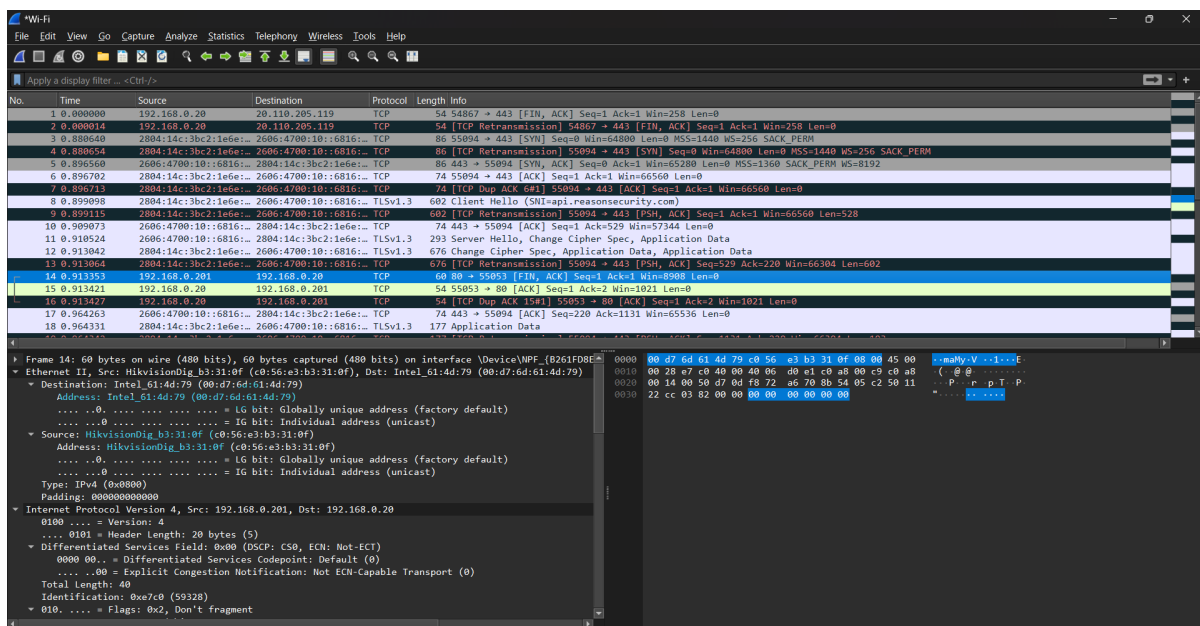 *Wi-Fi
File Edit View Go Capture Analyze Statistics Telephony Wireless Tools Help
Apply a display filter ... <Ctrl-/>
No. Time Source Destination Protocol Length Info
1 0.000000 192.168.0.20 20.110.205.119 TCP 54 54867 → 443 [FIN, ACK] Seq=1 Ack=1 Win=258 Len=0
2 0.000014 192.168.0.20 20.110.205.119 TCP 54 [TCP Retransmission] 54867 → 443 [FIN, ACK] Seq=1 Ack=1 Win=258 Len=0
3 0.880640 2804:14c:3bc2:1e6e:… 2606:4700:10::6816:… TCP 86 55094 → 443 [SYN] Seq=0 Win=64800 Len=0 MSS=1440 WS=256 SACK_PERM
4 0.880654 2804:14c:3bc2:1e6e:… 2606:4700:10::6816:… TCP 86 [TCP Retransmission] 55094 → 443 [SYN] Seq=0 Win=64800 Len=0 MSS=1440 WS=256 SACK_PERM
5 0.896560 2606:4700:10::6816:… 2804:14c:3bc2:1e6e:… TCP 86 443 → 55094 [SYN, ACK] Seq=0 Ack=1 Win=65280 Len=0 MSS=1360 SACK_PERM WS=8192
6 0.896702 2804:14c:3bc2:1e6e:… 2606:4700:10::6816:… TCP 74 55094 → 443 [ACK] Seq=1 Ack=1 Win=66560 Len=0
7 0.896713 2804:14c:3bc2:1e6e:… 2606:4700:10::6816:… TCP 74 [TCP Dup ACK 6#1] 55094 → 443 [ACK] Seq=1 Ack=1 Win=66560 Len=0
8 0.899098 2804:14c:3bc2:1e6e:… 2606:4700:10::6816:… TLSv1.3 602 Client Hello (SNI=api.reasonsecurity.com)
9 0.899115 2804:14c:3bc2:1e6e:… 2606:4700:10::6816:… TCP 602 [TCP Retransmission] 55094 → 443 [PSH, ACK] Seq=1 Ack=1 Win=66560 Len=528
10 0.909073 2606:4700:10::6816:… 2804:14c:3bc2:1e6e:… TCP 74 443 → 55094 [ACK] Seq=1 Ack=529 Win=57344 Len=0
11 0.910524 2606:4700:10::6816:… 2804:14c:3bc2:1e6e:… TLSv1.3 293 Server Hello, Change Cipher Spec, Application Data
12 0.913042 2804:14c:3bc2:1e6e:… 2606:4700:10::6816:… TLSv1.3 676 Change Cipher Spec, Application Data, Application Data
13 0.913064 2804:14c:3bc2:1e6e:… 2606:4700:10::6816:… TCP 676 [TCP Retransmission] 55094 → 443 [PSH, ACK] Seq=529 Ack=220 Win=66304 Len=602
14 0.913353 192.168.0.201 192.168.0.20 TCP 60 80 → 55053 [FIN, ACK] Seq=1 Ack=1 Win=8908 Len=0
15 0.913421 192.168.0.20 192.168.0.201 TCP 54 55053 → 80 [ACK] Seq=1 Ack=2 Win=1021 Len=0
16 0.913427 192.168.0.20 192.168.0.201 TCP 54 [TCP Dup ACK 15#1] 55053 → 80 [ACK] Seq=1 Ack=2 Win=1021 Len=0
17 0.964263 2606:4700:10::6816:… 2804:14c:3bc2:1e6e:… TCP 74 443 → 55094 [ACK] Seq=220 Ack=1131 Win=65536 Len=0
18 0.964331 2804:14c:3bc2:1e6e:… 2606:4700:10::6816:… TLSv1.3 177 Application Data
Frame 14: 60 bytes on wire (480 bits), 60 bytes captured (480 bits) on interface \Device\NPF_{B261FD8E
Ethernet II, Src: HikvisionDig_b3:31:0f (c0:56:e3:b3:31:0f), Dst: Intel_61:4d:79 (00:d7:6d:61:4d:79)
Destination: Intel_61:4d:79 (00:d7:6d:61:4d:79)
Address: Intel_61:4d:79 (00:d7:6d:61:4d:79)
.... ..0. .... .... .... .... = LG bit: Globally unique address (factory default)
.... ...0 .... .... .... .... = IG bit: Individual address (unicast)
Source: HikvisionDig_b3:31:0f (c0:56:e3:b3:31:0f)
Address: HikvisionDig_b3:31:0f (c0:56:e3:b3:31:0f)
.... ..0. .... .... .... .... = LG bit: Globally unique address (factory default)
.... ...0 .... .... .... .... = IG bit: Individual address (unicast)
Type: IPv4 (0x0800)
Padding: 000000000000
Internet Protocol Version 4, Src: 192.168.0.201, Dst: 192.168.0.20
0100 .... = Version: 4
.... 0101 = Header Length: 20 bytes (5)
Differentiated Services Field: 0x00 (DSCP: CS0, ECN: Not-ECT)
0000 00.. = Differentiated Services Codepoint: Default (0)
.... ..00 = Explicit Congestion Notification: Not ECN-Capable Transport (0)
Total Length: 40
Identification: 0xe7c0 (59328)
010. .... = Flags: 0x2, Don't fragment
0000 00 d7 6d 61 4d 79 c0 56 e3 b3 31 0f 08 00 45 00 ··maMy·V ··1···E·
0010 00 28 e7 c0 40 00 40 06 d0 e1 c0 a8 00 c9 c0 a8 ·(··@·@· ········
0020 00 14 00 50 d7 0d f8 72 a6 70 8b 54 05 c2 50 11 ···P···r ·p·T··P·
0030 22 cc 03 82 00 00 00 00 00 00 00 00 "······· ····